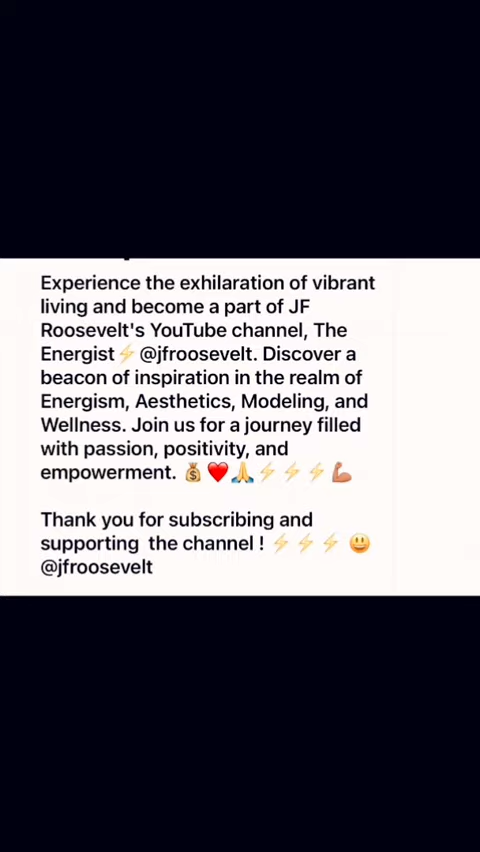 Experience the exhilaration of vibrant
living and become a part of JF
Roosevelt's YouTube channel, The
Energist⚡@jfroosevelt. Discover a
beacon of inspiration in the realm of
Energism, Aesthetics, Modeling, and
Wellness. Join us for a journey filled
with passion, positivity, and
empowerment. 💰❤️🙏⚡⚡⚡💪🏽
Thank you for subscribing and
supporting  the channel ! ⚡⚡⚡ 😃
@jfroosevelt